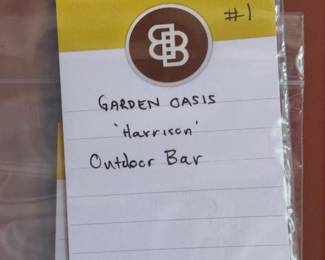 #1
GARDEN OASIS
'Harrison'
Outdoor Bar